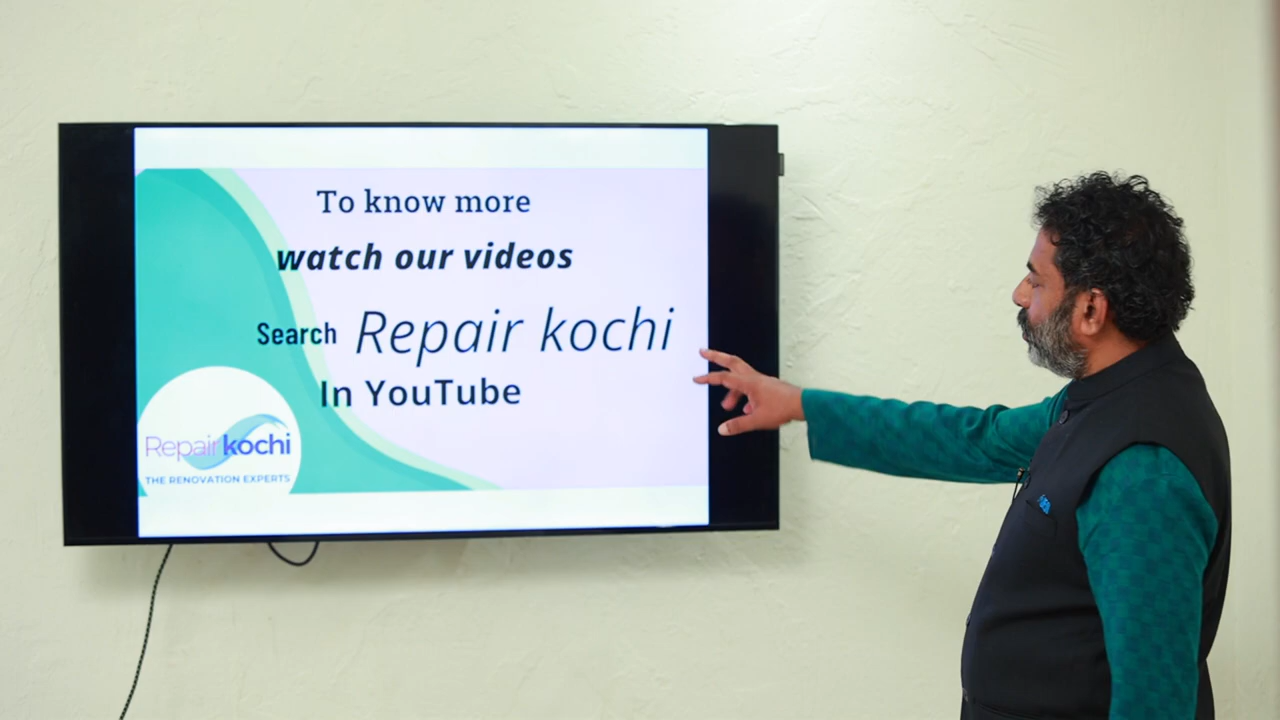 To know more
watch our videos
Search Repair kochi
In YouTube
Repair kochi
THE RENOVATION EXPERTS